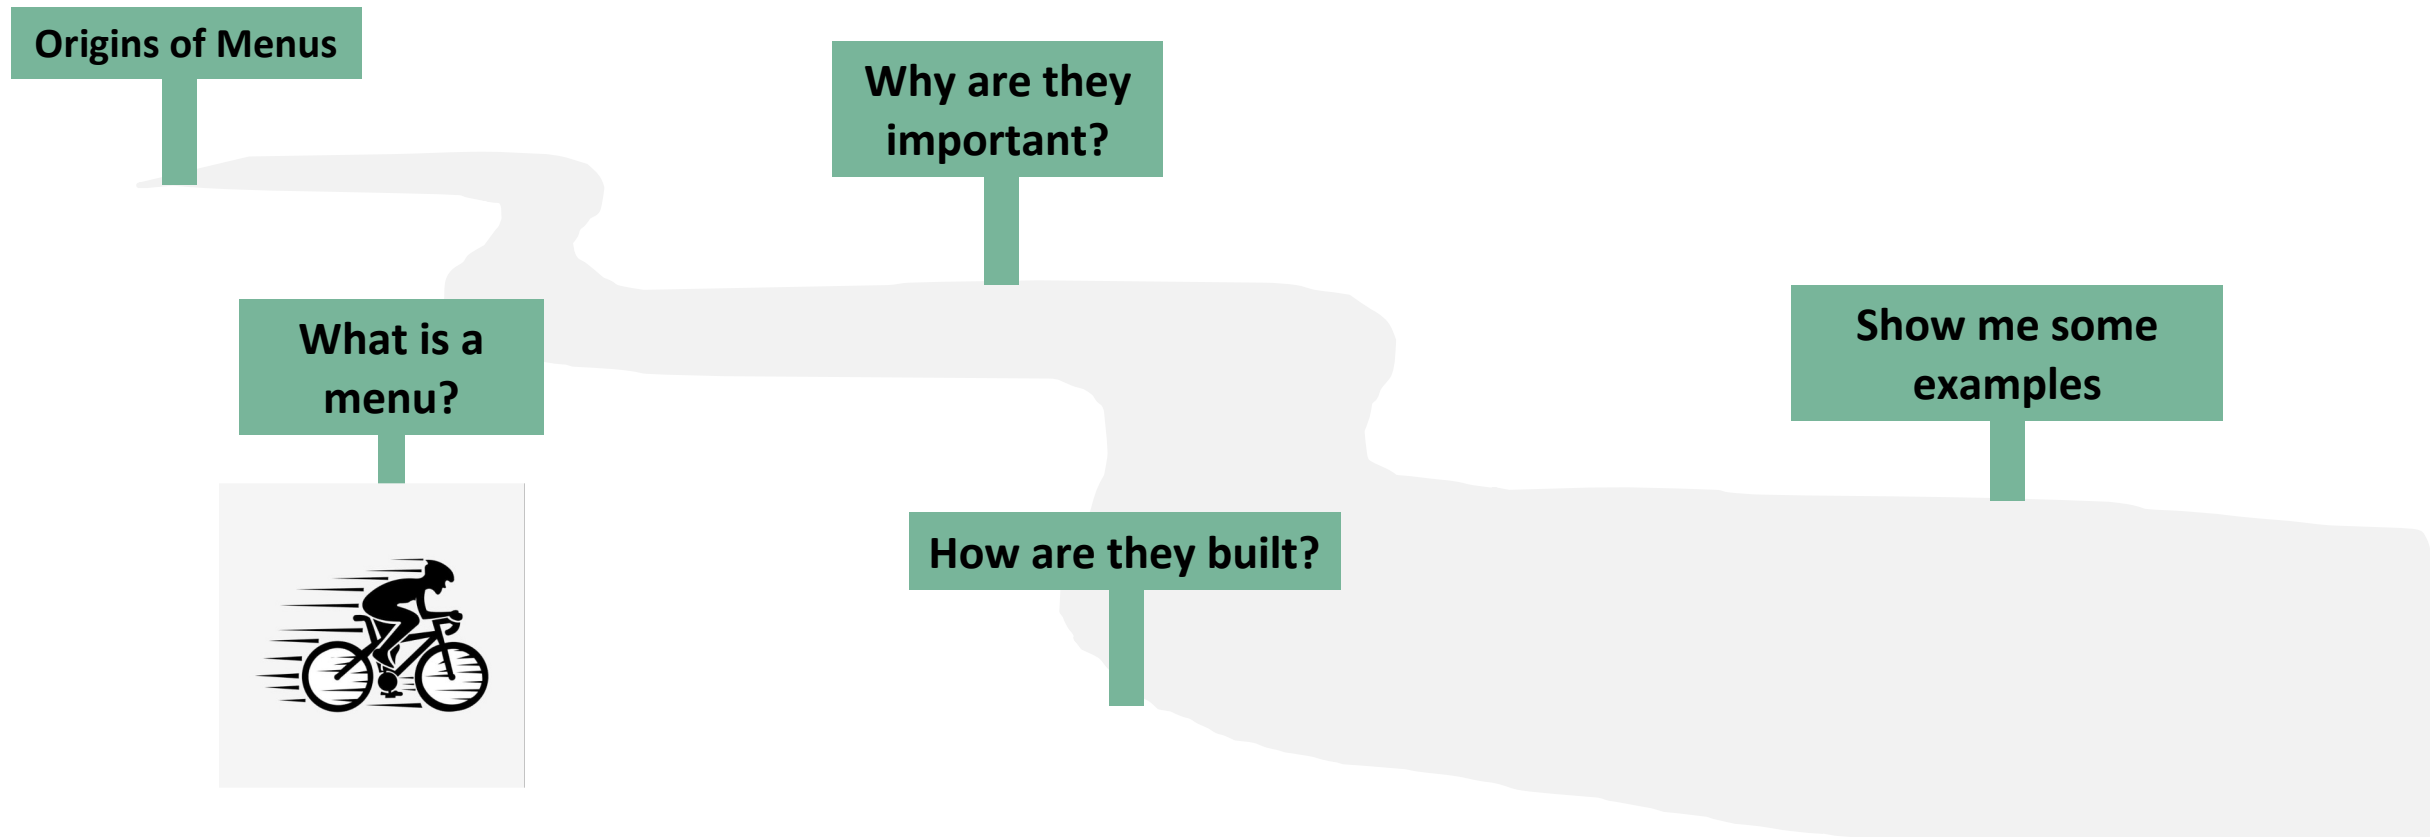 Origins of Menus
What is a
menu?
Why are they
important?
How are they built?
Show me some
examples